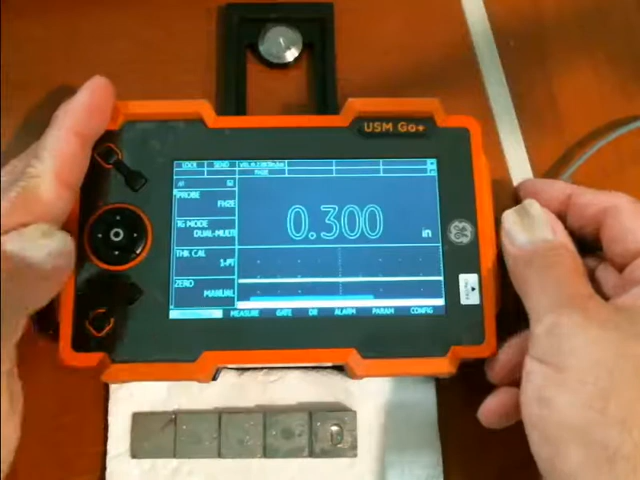 USM Go+
LOCK SEND
PROBE
FH2E
0.300 in
TG MODE
DUAL-MULTI
THK CAL
1-PT
ZERO
MANUAL
MEASURE GATE DR ALARM PARAM CONFIG